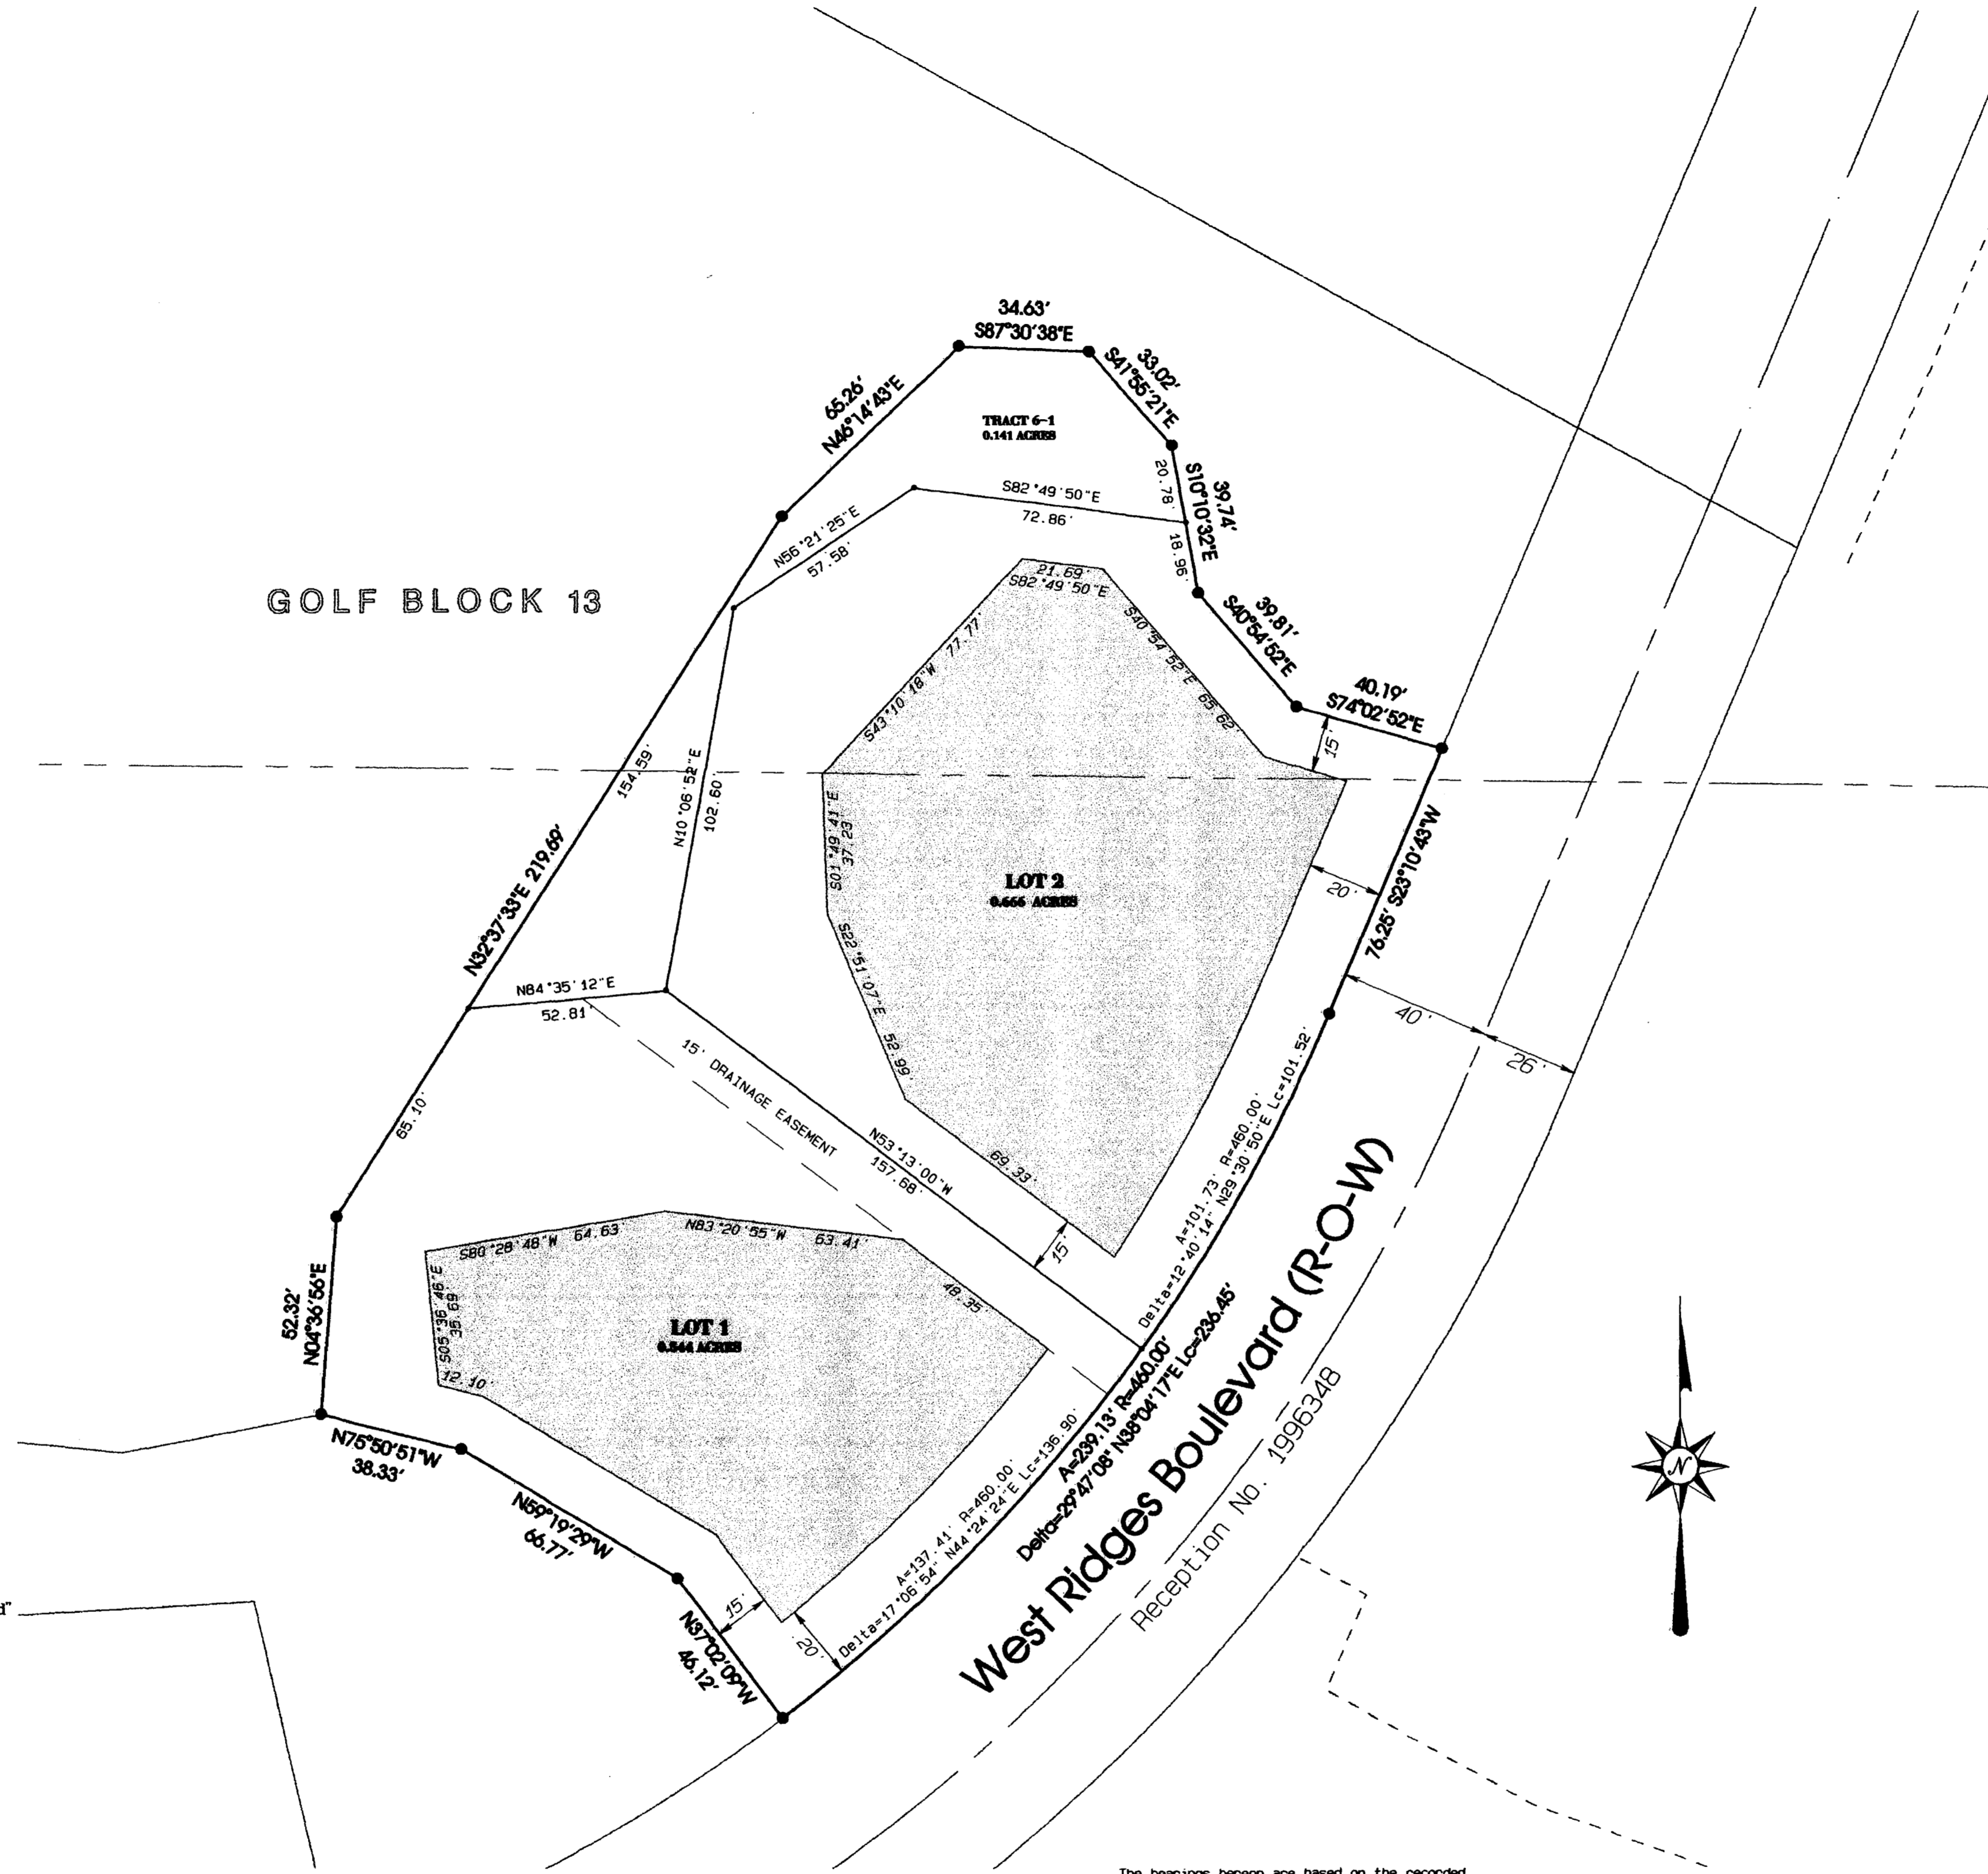 34.63'
S87°30'38"E
33.02'
S41°55'21"E
65.26'
N46°14'43"E
TRACT 6-1
0.141 ACRES
20.78'
S10°10'32"E
39.74'
S82°49'50"E
72.86'
18.96'
N56°21'25"E
57.58'
GOLF BLOCK 13
21.69'
S82°49'50"E
39.81'
S40°54'52"E
S43°10'18"W 77.77'
S40°54'52"E 65.62'
40.19'
S74°02'52"E
15'
154.59'
N10°06'52"E
102.60'
S01°49'41"E
37.23'
LOT 2
0.666 ACRES
20'
76.25' S23°10'43"W
N32°37'33"E 219.69'
S22°51'07"E 52.99'
N84°35'12"E
52.81'
40'
26'
15' DRAINAGE EASEMENT
N53°13'00"W
157.68'
69.33'
15'
A=101.73' R=460.00'
Delta=12°40'14" N29°30'50"E Lc=101.52'
65.10'
S80°28'48"W 64.63
N83°20'55"W 63.41'
48.35'
S05°36'46"E
35.69'
12.10'
LOT 1
0.544 ACRES
52.32'
N04°36'56"E
A=239.13' R=460.00'
Delta=29°47'08" N38°04'17"E Lc=236.45'
West Ridges Boulevard (R-O-W)
Reception No. 1996348
A=137.41' R=460.00'
Delta=17°06'54" N44°24'24"E Lc=136.90'
N75°50'51"W
38.33'
N59°19'29"W
66.77'
15'
20'
N37°02'09"W
46.12'
N
The bearings hereon are based on the recorded